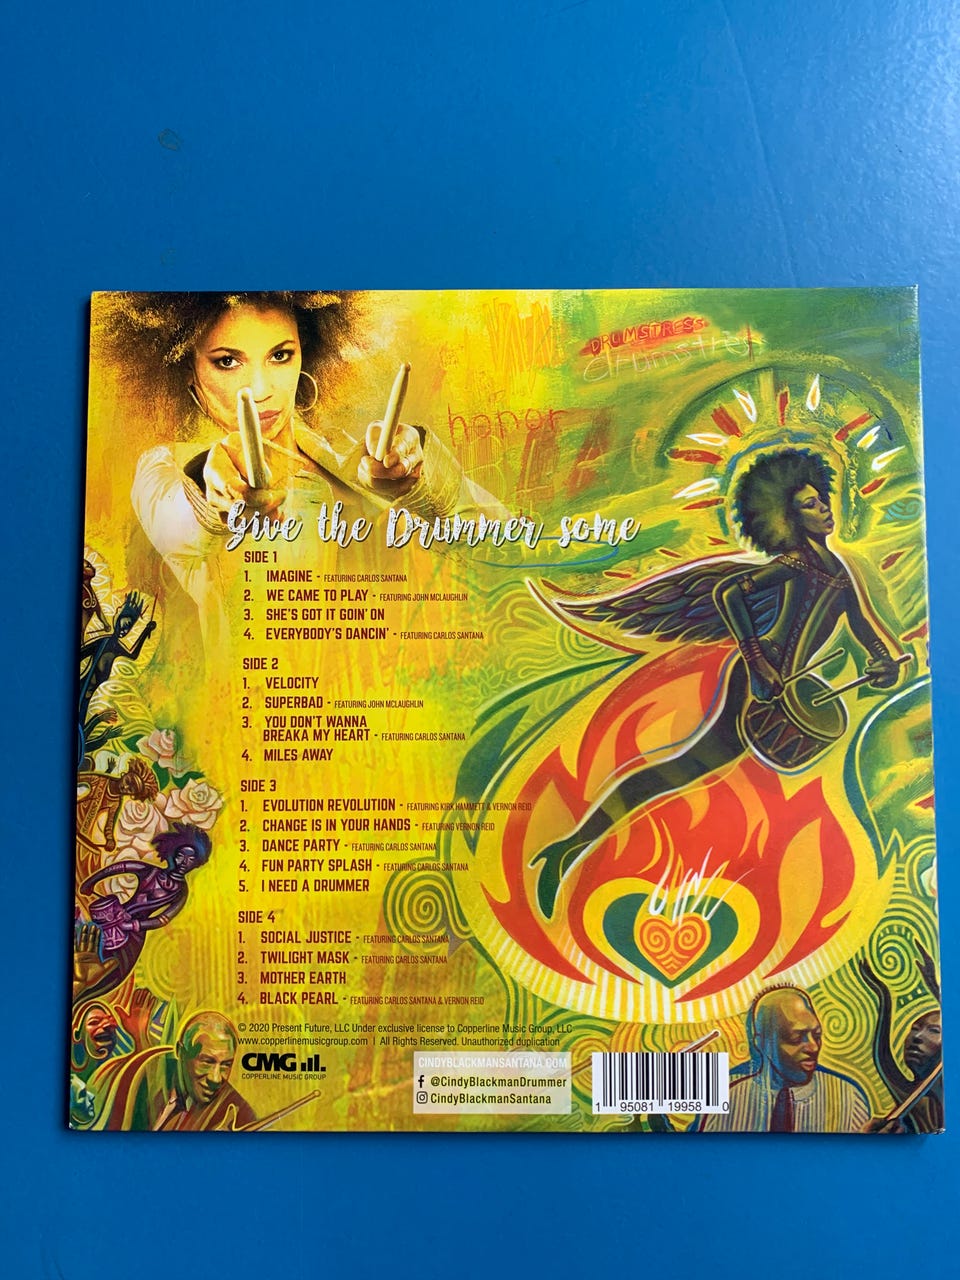 DRUMSTRESS
honor
Give the Drummer some
SIDE 1
1. IMAGINE - FEATURING CARLOS SANTANA
2. WE CAME TO PLAY - FEATURING JOHN MCLAUGHLIN
3. SHE'S GOT IT GOIN' ON
4. EVERYBODY'S DANCIN' - FEATURING CARLOS SANTANA
SIDE 2
1. VELOCITY
2. SUPERBAD - FEATURING JOHN MCLAUGHLIN
3. YOU DON'T WANNA
BREAKA MY HEART - FEATURING CARLOS SANTANA
4. MILES AWAY
SIDE 3
1. EVOLUTION REVOLUTION - FEATURING KIRK HAMMETT & VERNON REID
2. CHANGE IS IN YOUR HANDS - FEATURING VERNON REID
3. DANCE PARTY - FEATURING CARLOS SANTANA
4. FUN PARTY SPLASH - FEATURING CARLOS SANTANA
5. I NEED A DRUMMER
SIDE 4
1. SOCIAL JUSTICE - FEATURING CARLOS SANTANA
2. TWILIGHT MASK - FEATURING CARLOS SANTANA
3. MOTHER EARTH
4. BLACK PEARL - FEATURING CARLOS SANTANA & VERNON REID
© 2020 Present Future, LLC Under exclusive license to Copperline Music Group, LLC
www.copperlinemusicgroup.com | All Rights Reserved. Unauthorized duplication
CMG
COPPERLINE MUSIC GROUP
CINDYBLACKMANSANTANA.COM
@CindyBlackmanDrummer
CindyBlackmanSantana
1 95081 19958 0